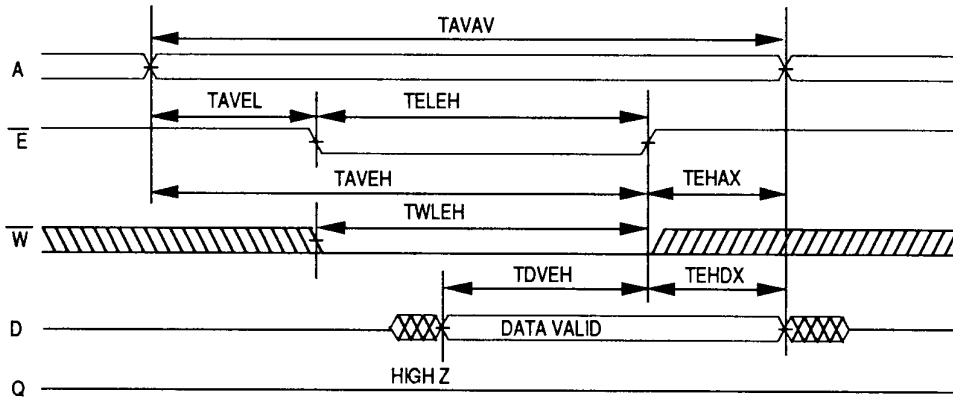 TAVAV
A
TAVEL TELEH
E
TAVEH TEHAX
TWLEH
W
TDVEH TEHDX
D DATA VALID
HIGH Z
Q